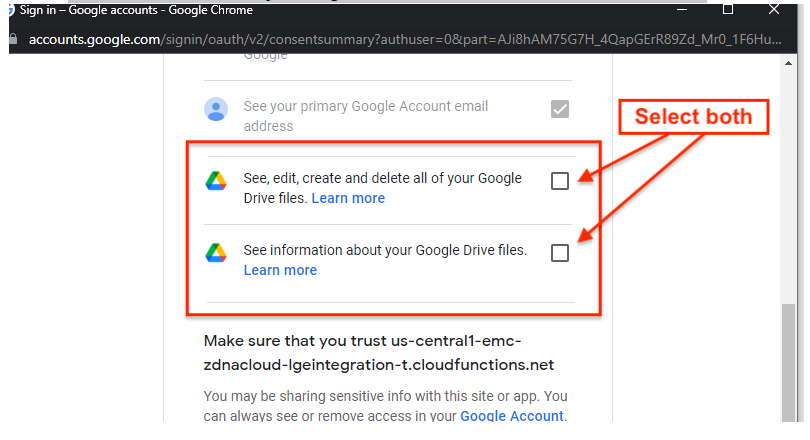 Sign in – Google accounts – Google Chrome
accounts.google.com/signin/oauth/v2/consentsummary?authuser=0&part=AJi8hAM75G7H_4QapGErR89Zd_Mr0_1F6Hu...
Google
See your primary Google Account email
address
Select both
See, edit, create and delete all of your Google
Drive files. Learn more
See information about your Google Drive files.
Learn more
Make sure that you trust us-central1-emc-
zdnacloud-lgeintegration-t.cloudfunctions.net
You may be sharing sensitive info with this site or app. You
can always see or remove access in your Google Account.